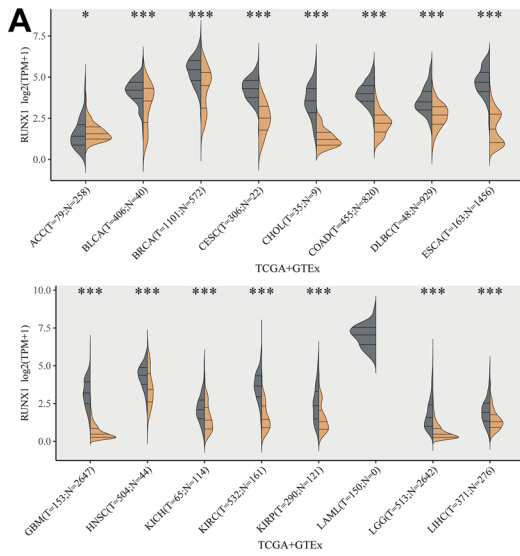 A
* *** *** *** *** *** *** ***
RUNX1 log2(TPM+1)
7.5
5.0
2.5
0.0
ACC(T=79;N=258)
BLCA(T=406;N=40)
BRCA(T=1101;N=572)
CESC(T=306;N=22)
CHOL(T=35;N=9)
COAD(T=455;N=820)
DLBC(T=48;N=929)
ESCA(T=163;N=1456)
TCGA+GTEx
*** *** *** *** *** *** ***
RUNX1 log2(TPM+1)
10.0
7.5
5.0
2.5
0.0
GBM(T=153;N=2647)
HNSC(T=504;N=44)
KICH(T=65;N=114)
KIRC(T=532;N=161)
KIRP(T=290;N=121)
LAML(T=150;N=0)
LGG(T=513;N=2642)
LIHC(T=371;N=276)
TCGA+GTEx